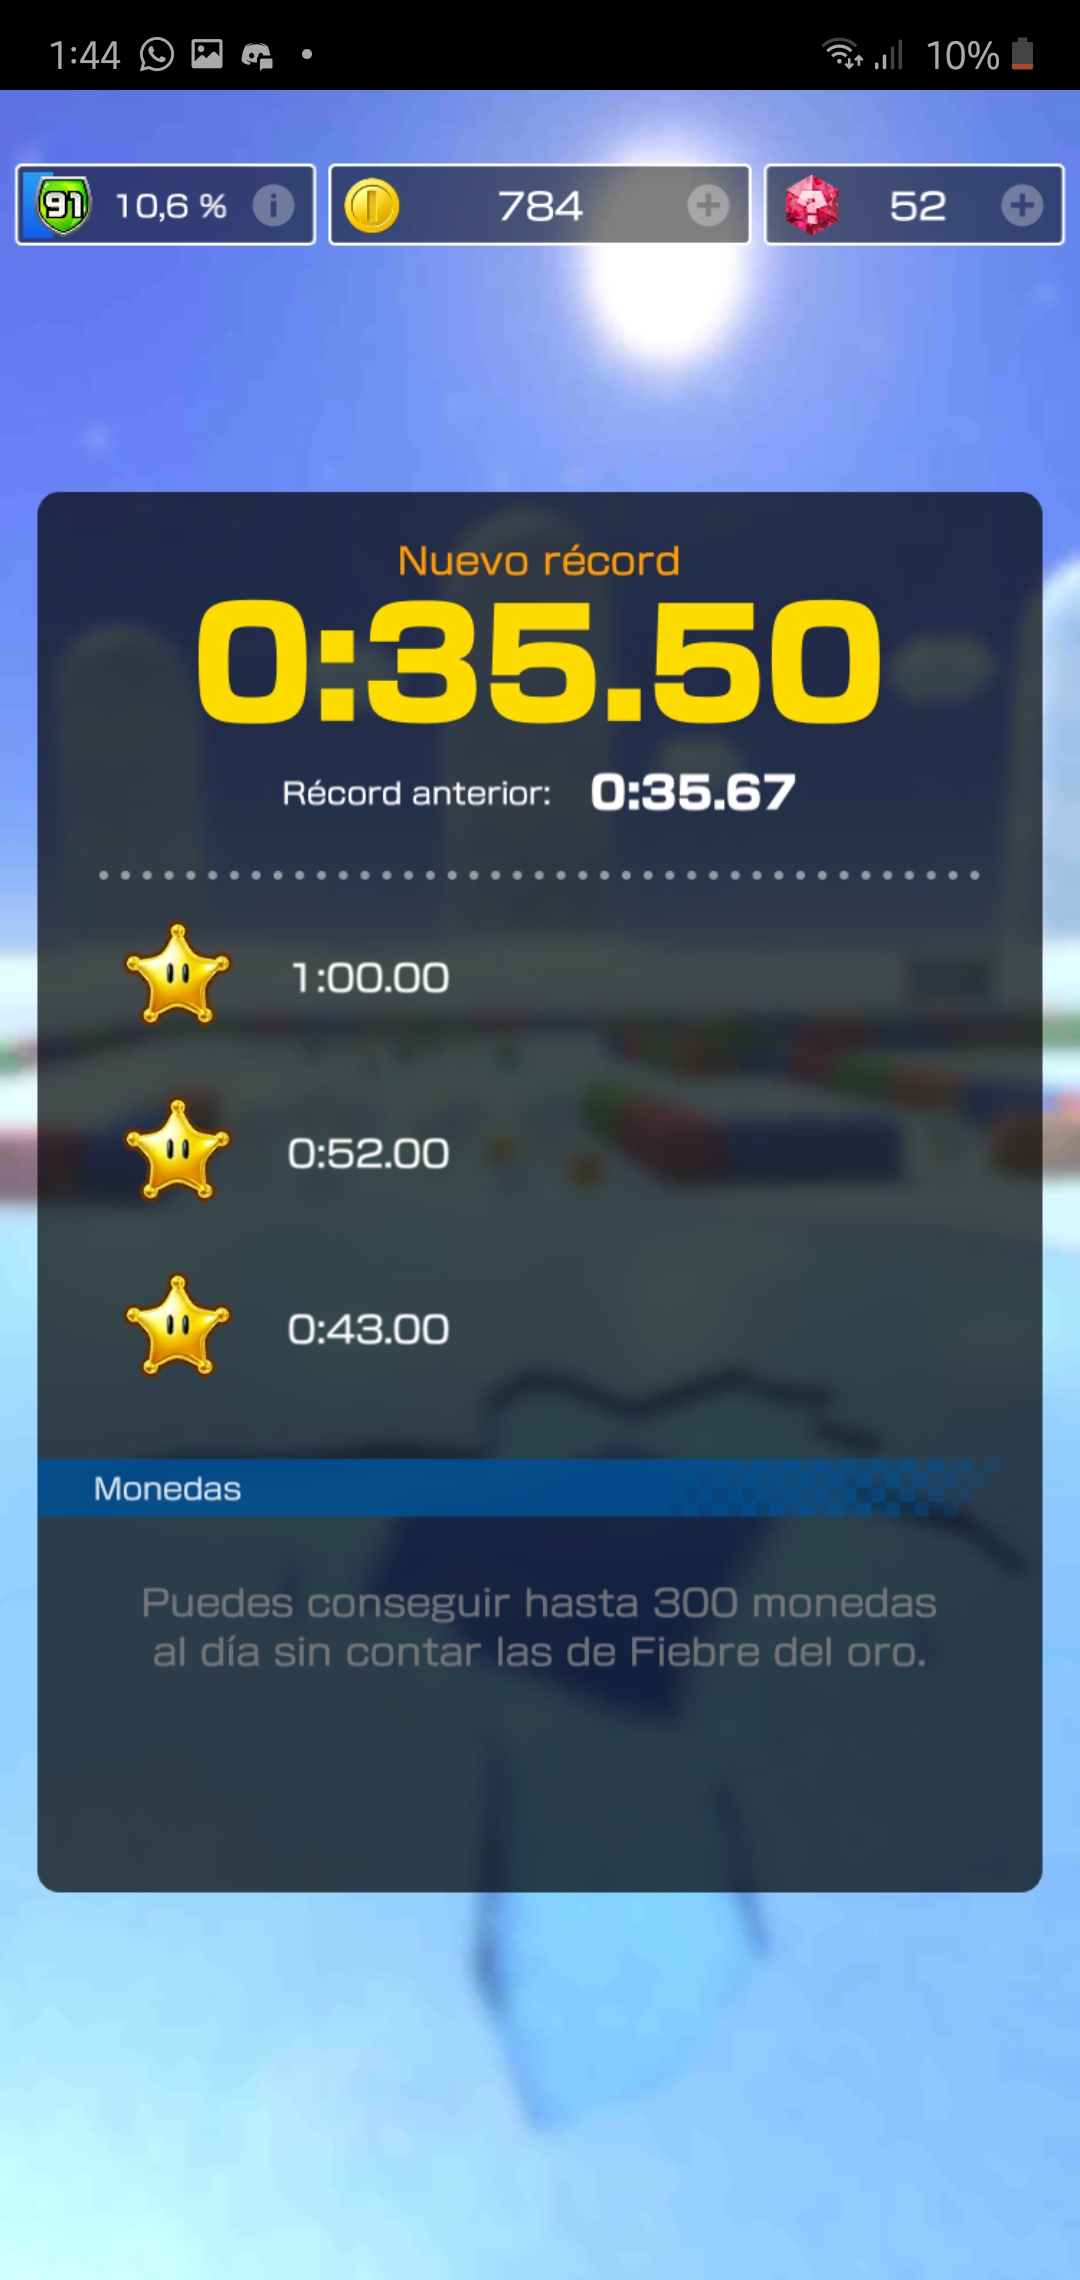 1:44
10%
91 10,6 % i 784 + 52 +
Nuevo récord
0:35.50
Récord anterior: 0:35.67
1:00.00
0:52.00
0:43.00
Monedas
Puedes conseguir hasta 300 monedas
al día sin contar las de Fiebre del oro.